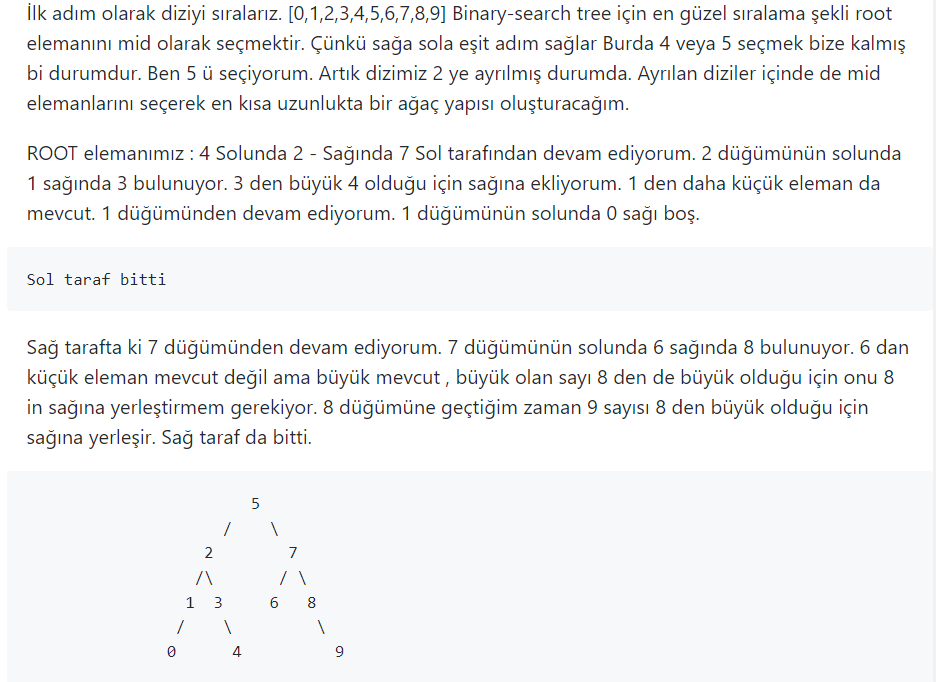 İlk adım olarak diziyi sıralarız. [0,1,2,3,4,5,6,7,8,9] Binary-search tree için en güzel sıralama şekli root
elemanını mid olarak seçmektir. Çünkü sağa sola eşit adım sağlar Burda 4 veya 5 seçmek bize kalmış
bi durumdur. Ben 5 ü seçiyorum. Artık dizimiz 2 ye ayrılmış durumda. Ayrılan diziler içinde de mid
elemanlarını seçerek en kısa uzunlukta bir ağaç yapısı oluşturacağım.
ROOT elemanımız : 4 Solunda 2 - Sağında 7 Sol tarafından devam ediyorum. 2 düğümünün solunda
1 sağında 3 bulunuyor. 3 den büyük 4 olduğu için sağına ekliyorum. 1 den daha küçük eleman da
mevcut. 1 düğümünden devam ediyorum. 1 düğümünün solunda 0 sağı boş.
Sol taraf bitti
Sağ tarafta ki 7 düğümünden devam ediyorum. 7 düğümünün solunda 6 sağında 8 bulunuyor. 6 dan
küçük eleman mevcut değil ama büyük mevcut , büyük olan sayı 8 den de büyük olduğu için onu 8
in sağına yerleştirmem gerekiyor. 8 düğümüne geçtiğim zaman 9 sayısı 8 den büyük olduğu için
sağına yerleşir. Sağ taraf da bitti.
5
/ \
2 7
/\ / \
1 3 6 8
/ \ \
0 4 9